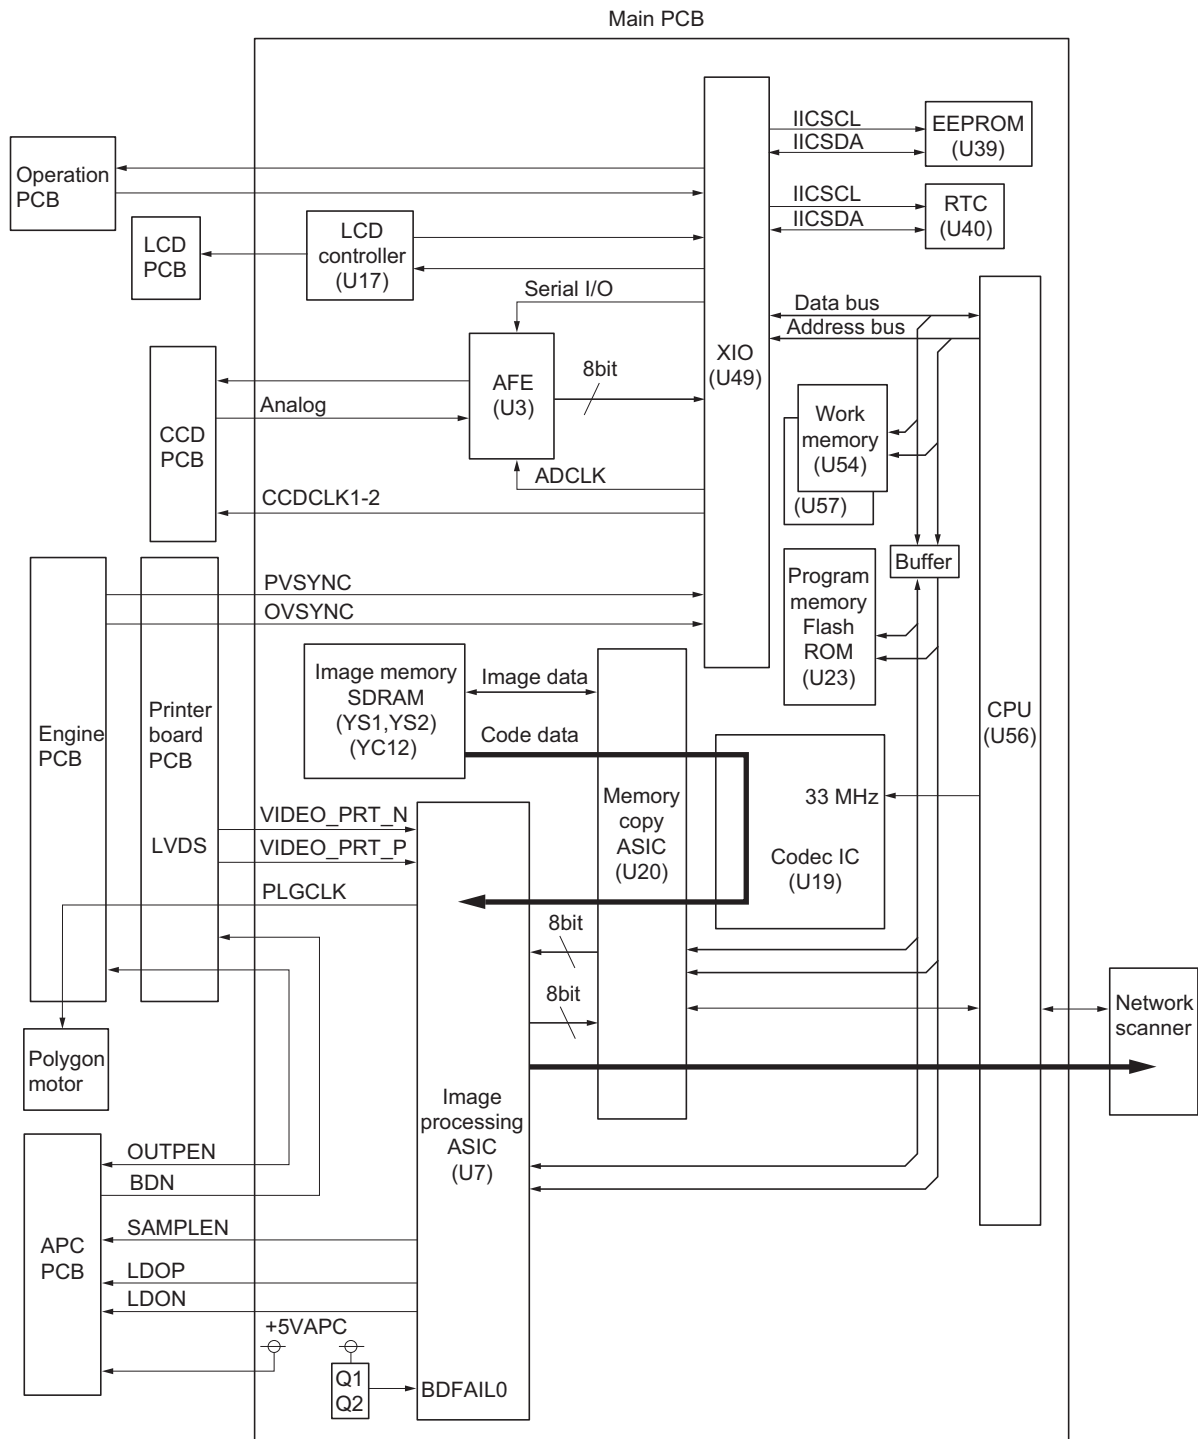 Main PCB
IICSCL
EEPROM
(U39)
IICSDA
Operation
PCB
IICSCL
RTC
(U40)
IICSDA
LCD
PCB
LCD
controller
(U17)
Serial I/O
Data bus
Address bus
XIO
(U49)
AFE
(U3)
8bit
Analog
CCD
PCB
Work
memory
(U54)
(U57)
ADCLK
CCDCLK1-2
Buffer
PVSYNC
OVSYNC
Program
memory
Flash
ROM
(U23)
Image memory
SDRAM
(YS1,YS2)
(YC12)
Image data
Code data
Engine
PCB
Printer
board
PCB
LVDS
CPU
(U56)
33 MHz
Codec IC
(U19)
Memory
copy
ASIC
(U20)
VIDEO_PRT_N
VIDEO_PRT_P
PLGCLK
8bit
8bit
Network
scanner
Polygon
motor
Image
processing
ASIC
(U7)
OUTPEN
BDN
SAMPLEN
APC
PCB
LDOP
LDON
+5VAPC
Q1
Q2
BDFAIL0